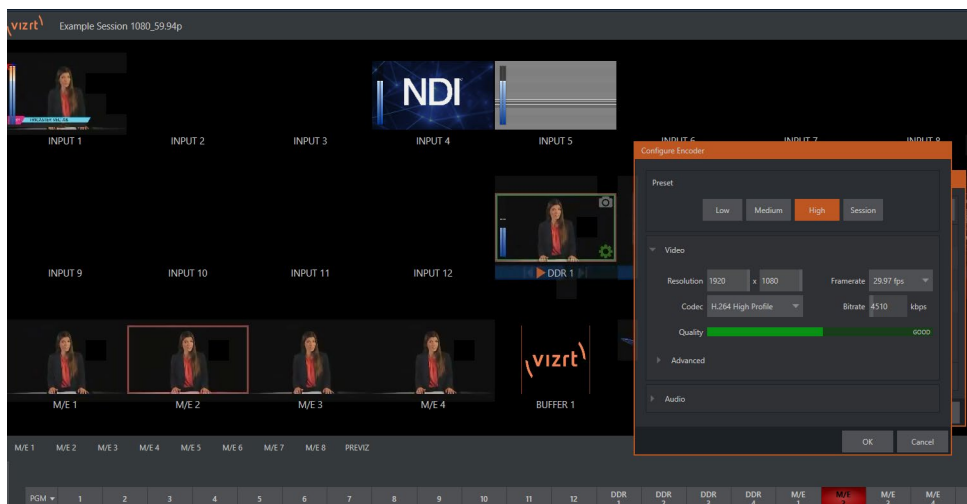 vizrt Example Session 1080_59.94p
NDI
INPUT 1 INPUT 2 INPUT 3 INPUT 4 INPUT 5 INPUT 6 INPUT 7 INPUT 8
Configure Encoder
Preset
Low Medium High Session
Video
Resolution 1920 x 1080 Framerate 29.97 fps
Codec H.264 High Profile Bitrate 4510 kbps
Quality GOOD
Advanced
Audio
OK Cancel
INPUT 9 INPUT 10 INPUT 11 INPUT 12 DDR 1
vizrt
M/E 1 M/E 2 M/E 3 M/E 4 BUFFER 1
M/E 1 M/E 2 M/E 3 M/E 4 M/E 5 M/E 6 M/E 7 M/E 8 PREVIZ
PGM 1 2 3 4 5 6 7 8 9 10 11 12 DDR 1 DDR 2 DDR 3 DDR 4 M/E 1 M/E 2 M/E 3 M/E 4